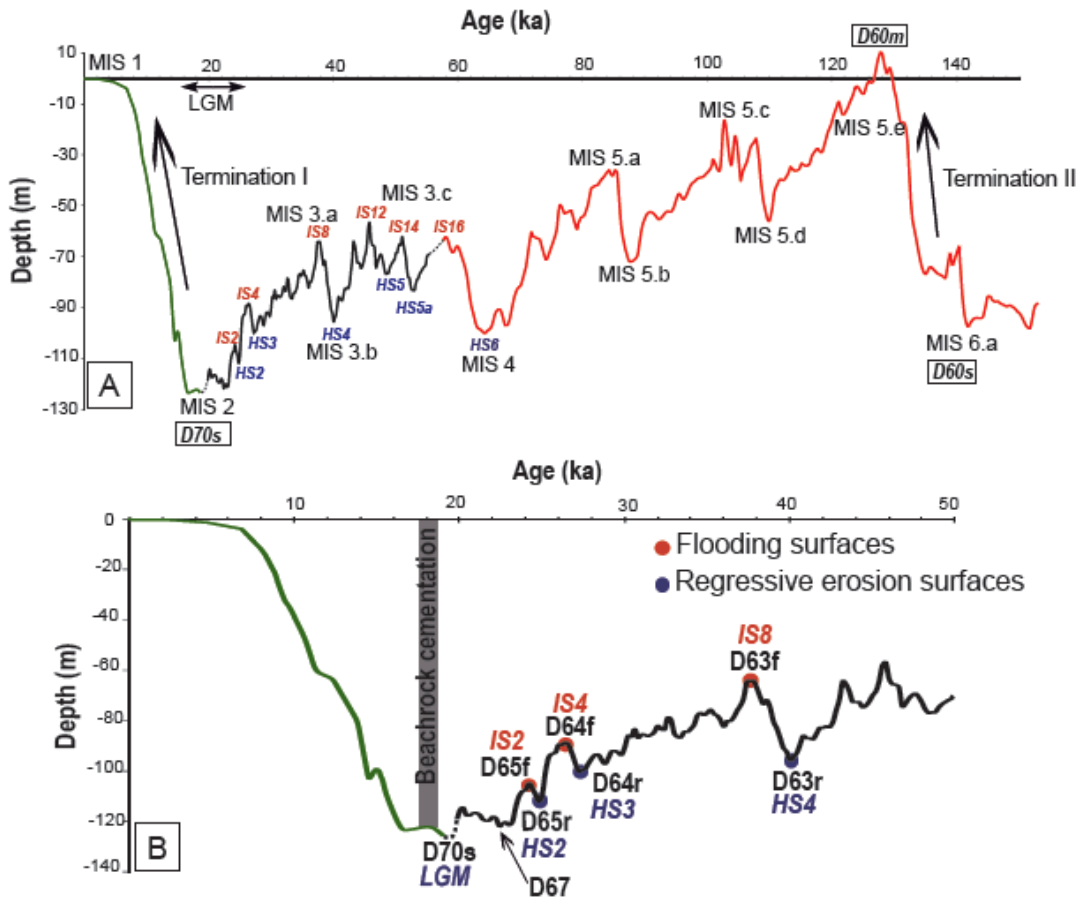 Age (ka)
D60m
10
MIS 1
20
40
60
80
100
120
140
LGM
-10
MIS 5.c
MIS 5.e
-30
Termination I
MIS 5.a
Termination II
MIS 3.c
MIS 3.a
IS12
IS8
IS14
IS16
-50
MIS 5.d
-70
MIS 5.b
HS5
IS4
HS5a
-90
IS2
HS3
HS4
HS6
MIS 6.a
MIS 3.b
MIS 4
-110
HS2
D60s
A
MIS 2
-130
D70s
Depth (m)
Age (ka)
0
10
20
30
40
50
Flooding surfaces
-20
Regressive erosion surfaces
-40
Beachrock cementation
-60
IS8
D63f
-80
IS4
IS2
D64f
-100
D65f
D64r
D63r
D65r
HS3
HS4
-120
HS2
D70s
B
LGM
D67
-140
Depth (m)